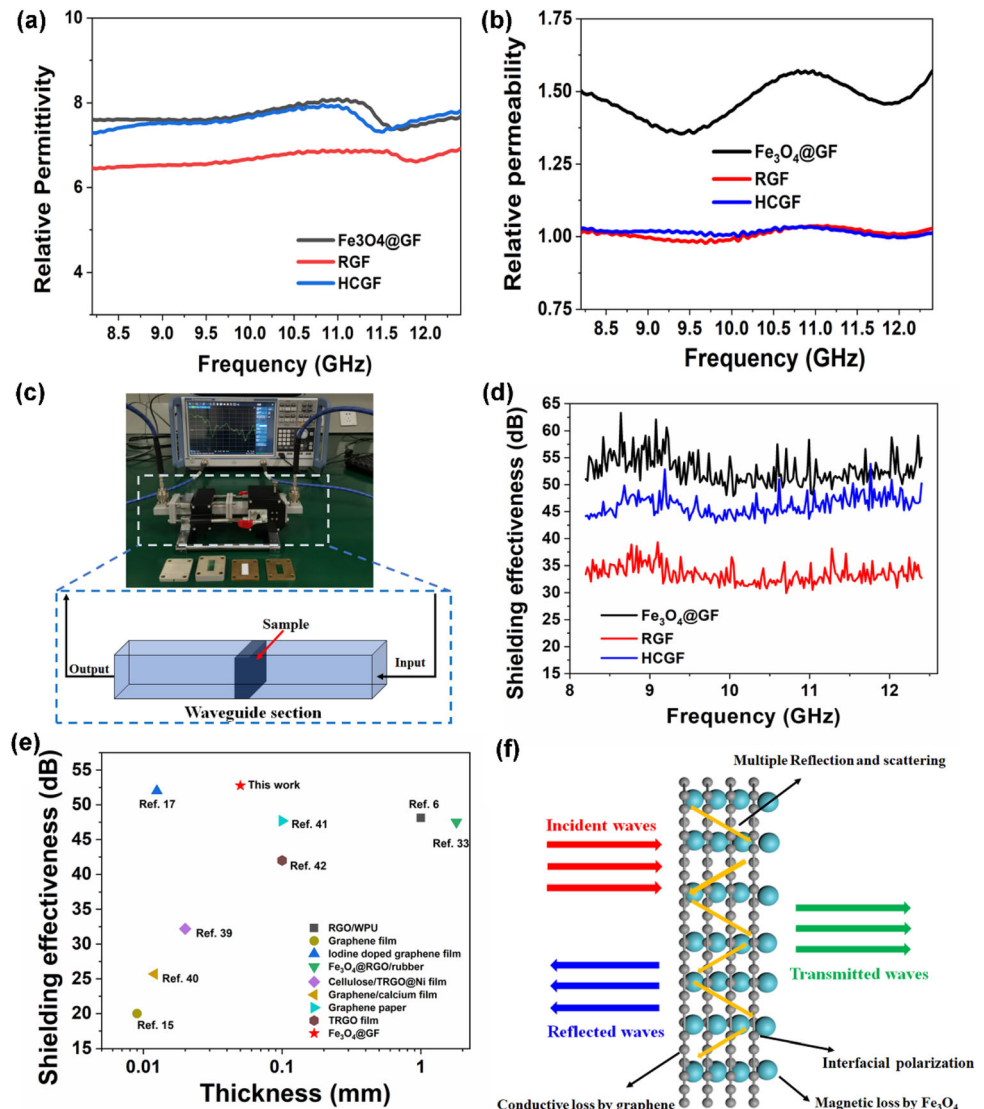 (a)
Relative Permittivity
10
8
6
4
Fe3O4@GF
RGF
HCGF
8.5 9.0 9.5 10.0 10.5 11.0 11.5 12.0
Frequency (GHz)
(b)
Relative permeability
1.75
1.50
1.25
1.00
0.75
Fe₃O₄@GF
RGF
HCGF
8.5 9.0 9.5 10.0 10.5 11.0 11.5 12.0
Frequency (GHz)
(c)
Sample
Output
Input
Waveguide section
(d)
Shielding effectiveness (dB)
65
60
55
50
45
40
35
30
25
20
15
Fe₃O₄@GF
RGF
HCGF
8 9 10 11 12
Frequency (GHz)
(e)
Shielding effectiveness (dB)
55
50
45
40
35
30
25
20
This work
Ref. 17
Ref. 41
Ref. 6
Ref. 33
Ref. 42
Ref. 39
Ref. 40
Ref. 15
RGO/WPU
Graphene film
Iodine doped graphene film
Fe₃O₄@RGO/rubber
Cellulose/TRGO@Ni film
Graphene/calcium film
Graphene paper
TRGO film
Fe₃O₄@GF
0.01 0.1 1
Thickness (mm)
(f)
Multiple Reflection and scattering
Incident waves
Transmitted waves
Reflected waves
Interfacial polarization
Conductive loss by graphene
Magnetic loss by Fe₃O₄